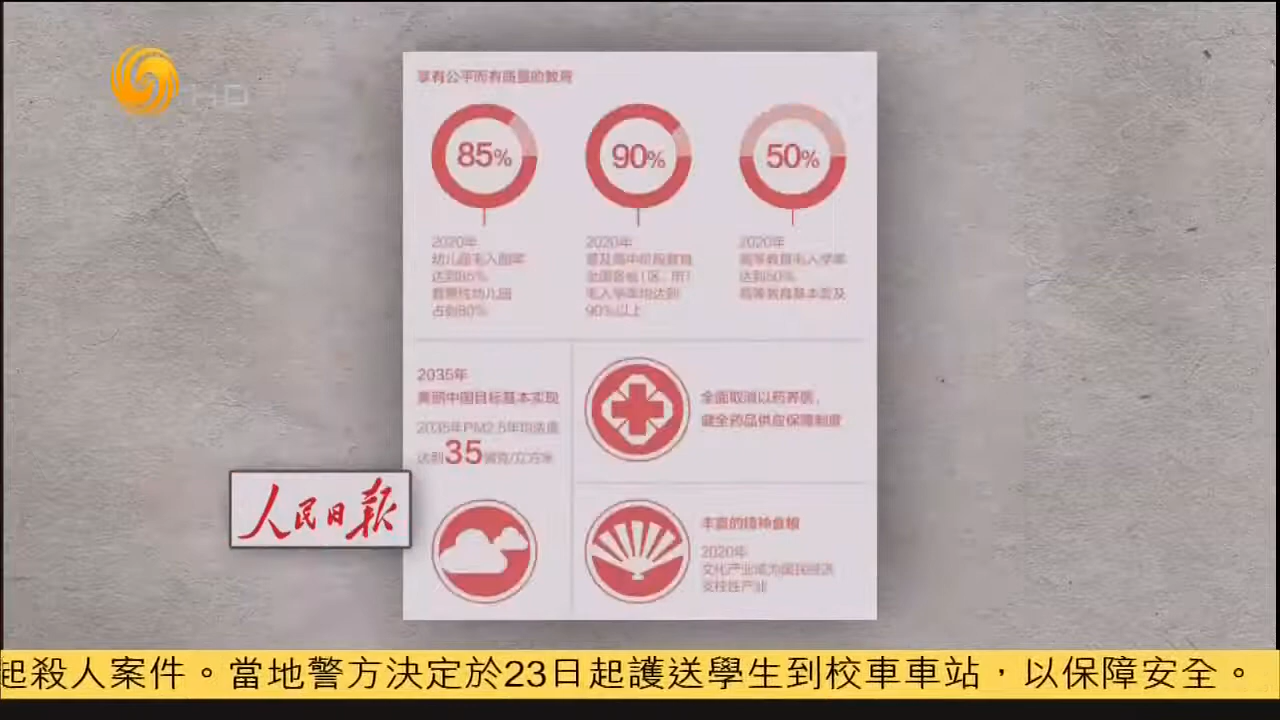 HD
享有公平而有质量的教育
85%
90%
50%
2020年
幼儿园毛入园率
达到85%
普惠性幼儿园
占到80%
2020年
普及高中阶段教育
全国各省(区、市)
毛入学率均达到
90%以上
2020年
高等教育毛入学率
达到50%
高等教育基本普及
2035年
美丽中国目标基本实现
2035年PM2.5年均浓度
达到35微克/立方米
全面取消以药养医，
健全药品供应保障制度
人民日报
丰富的精神食粮
2020年
文化产业成为国民经济
支柱性产业
起殺人案件。當地警方決定於23日起護送學生到校車車站，以保障安全。